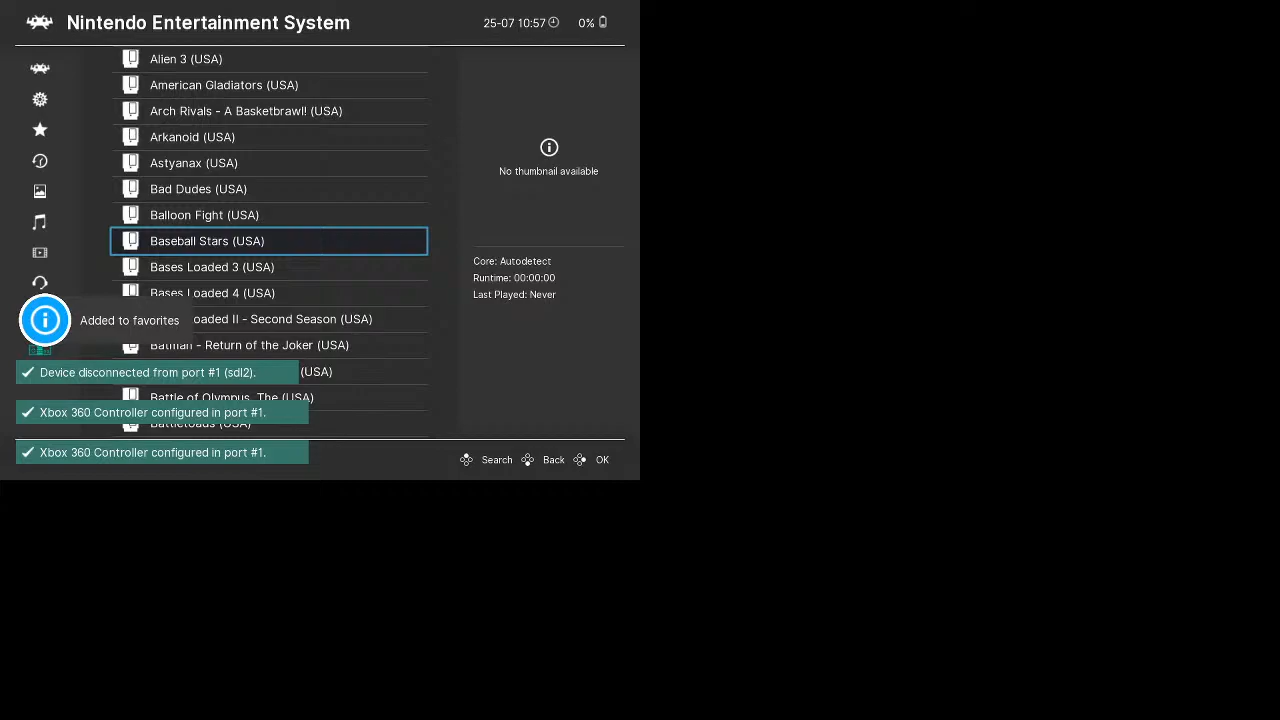 Nintendo Entertainment System
25-07 10:57
0%
Alien 3 (USA)
American Gladiators (USA)
Arch Rivals - A Basketbrawl! (USA)
Arkanoid (USA)
Astyanax (USA)
Bad Dudes (USA)
Balloon Fight (USA)
Baseball Stars (USA)
Bases Loaded 3 (USA)
Bases Loaded 4 (USA)
oaded II - Second Season (USA)
Batman - Return of the Joker (USA)
(USA)
Battle of Olympus, The (USA)
Battletoads (USA)
No thumbnail available
Core: Autodetect
Runtime: 00:00:00
Last Played: Never
Added to favorites
Device disconnected from port #1 (sdl2).
Xbox 360 Controller configured in port #1.
Xbox 360 Controller configured in port #1.
Search
Back
OK